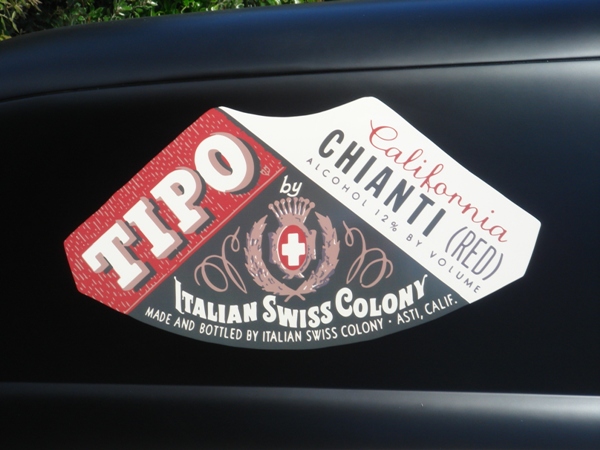 TIPO
by
California
CHIANTI (RED)
ALCOHOL 12% BY VOLUME
ITALIAN SWISS COLONY
MADE AND BOTTLED BY ITALIAN SWISS COLONY · ASTI, CALIF.